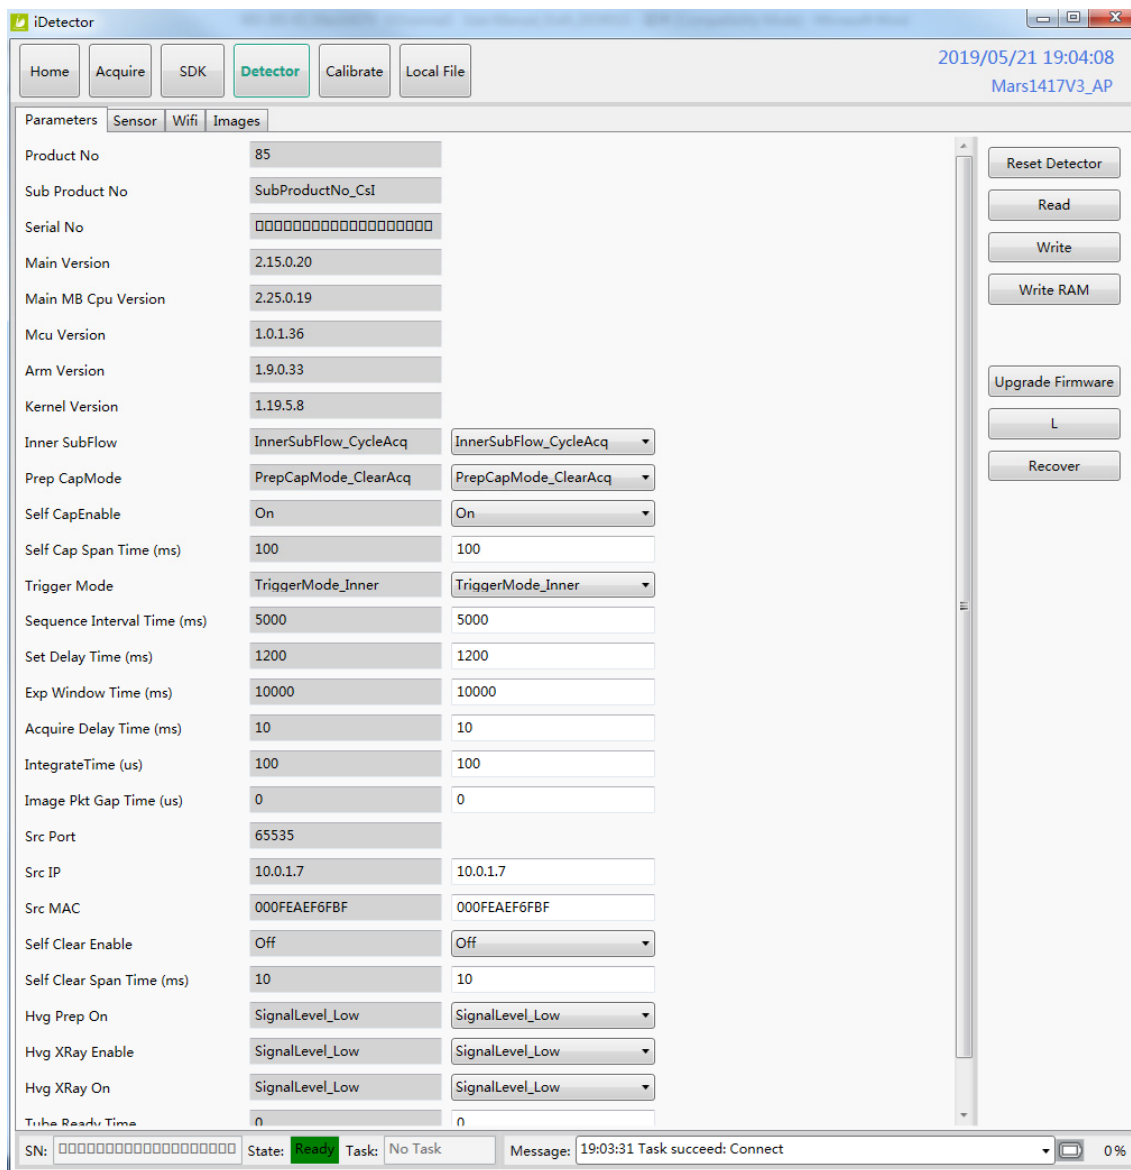 iDetector
Home Acquire SDK Detector Calibrate Local File
2019/05/21 19:04:08
Mars1417V3_AP
Parameters Sensor Wifi Images
Product No 85
Reset Detector
Sub Product No SubProductNo_CsI
Read
Serial No
Write
Main Version 2.15.0.20
Write RAM
Main MB Cpu Version 2.25.0.19
Mcu Version 1.0.1.36
Arm Version 1.9.0.33
Upgrade Firmware
Kernel Version 1.19.5.8
L
Inner SubFlow InnerSubFlow_CycleAcq InnerSubFlow_CycleAcq
Recover
Prep CapMode PrepCapMode_ClearAcq PrepCapMode_ClearAcq
Self CapEnable On On
Self Cap Span Time (ms) 100 100
Trigger Mode TriggerMode_Inner TriggerMode_Inner
Sequence Interval Time (ms) 5000 5000
Set Delay Time (ms) 1200 1200
Exp Window Time (ms) 10000 10000
Acquire Delay Time (ms) 10 10
IntegrateTime (us) 100 100
Image Pkt Gap Time (us) 0 0
Src Port 65535
Src IP 10.0.1.7 10.0.1.7
Src MAC 000FEAEF6FBF 000FEAEF6FBF
Self Clear Enable Off Off
Self Clear Span Time (ms) 10 10
Hvg Prep On SignalLevel_Low SignalLevel_Low
Hvg XRay Enable SignalLevel_Low SignalLevel_Low
Hvg XRay On SignalLevel_Low SignalLevel_Low
Tube Ready Time 0 0
SN: State: Ready Task: No Task Message: 19:03:31 Task succeed: Connect 0%